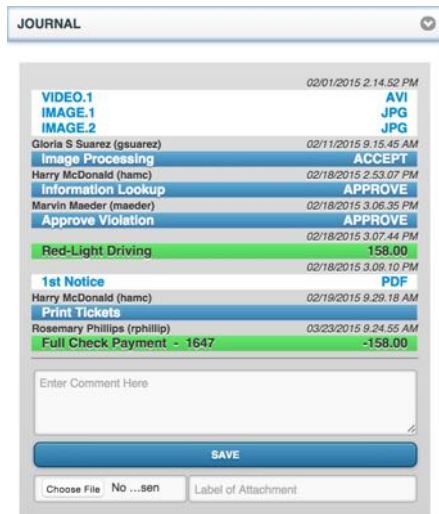 JOURNAL
02/01/2015 2.14.52 PM
VIDEO.1 AVI
IMAGE.1 JPG
IMAGE.2 JPG
Gloria S Suarez (gsuarez) 02/11/2015 9.15.45 AM
Image Processing ACCEPT
Harry McDonald (hamc) 02/18/2015 2.53.07 PM
Information Lookup APPROVE
Marvin Maeder (maeder) 02/18/2015 3.06.35 PM
Approve Violation APPROVE
02/18/2015 3.07.44 PM
Red-Light Driving 158.00
02/18/2015 3.09.10 PM
1st Notice PDF
Harry McDonald (hamc) 02/19/2015 9.29.18 AM
Print Tickets
Rosemary Phillips (rphillip) 03/23/2015 9.24.55 AM
Full Check Payment - 1647 -158.00
Enter Comment Here
SAVE
Choose File No ...sen Label of Attachment